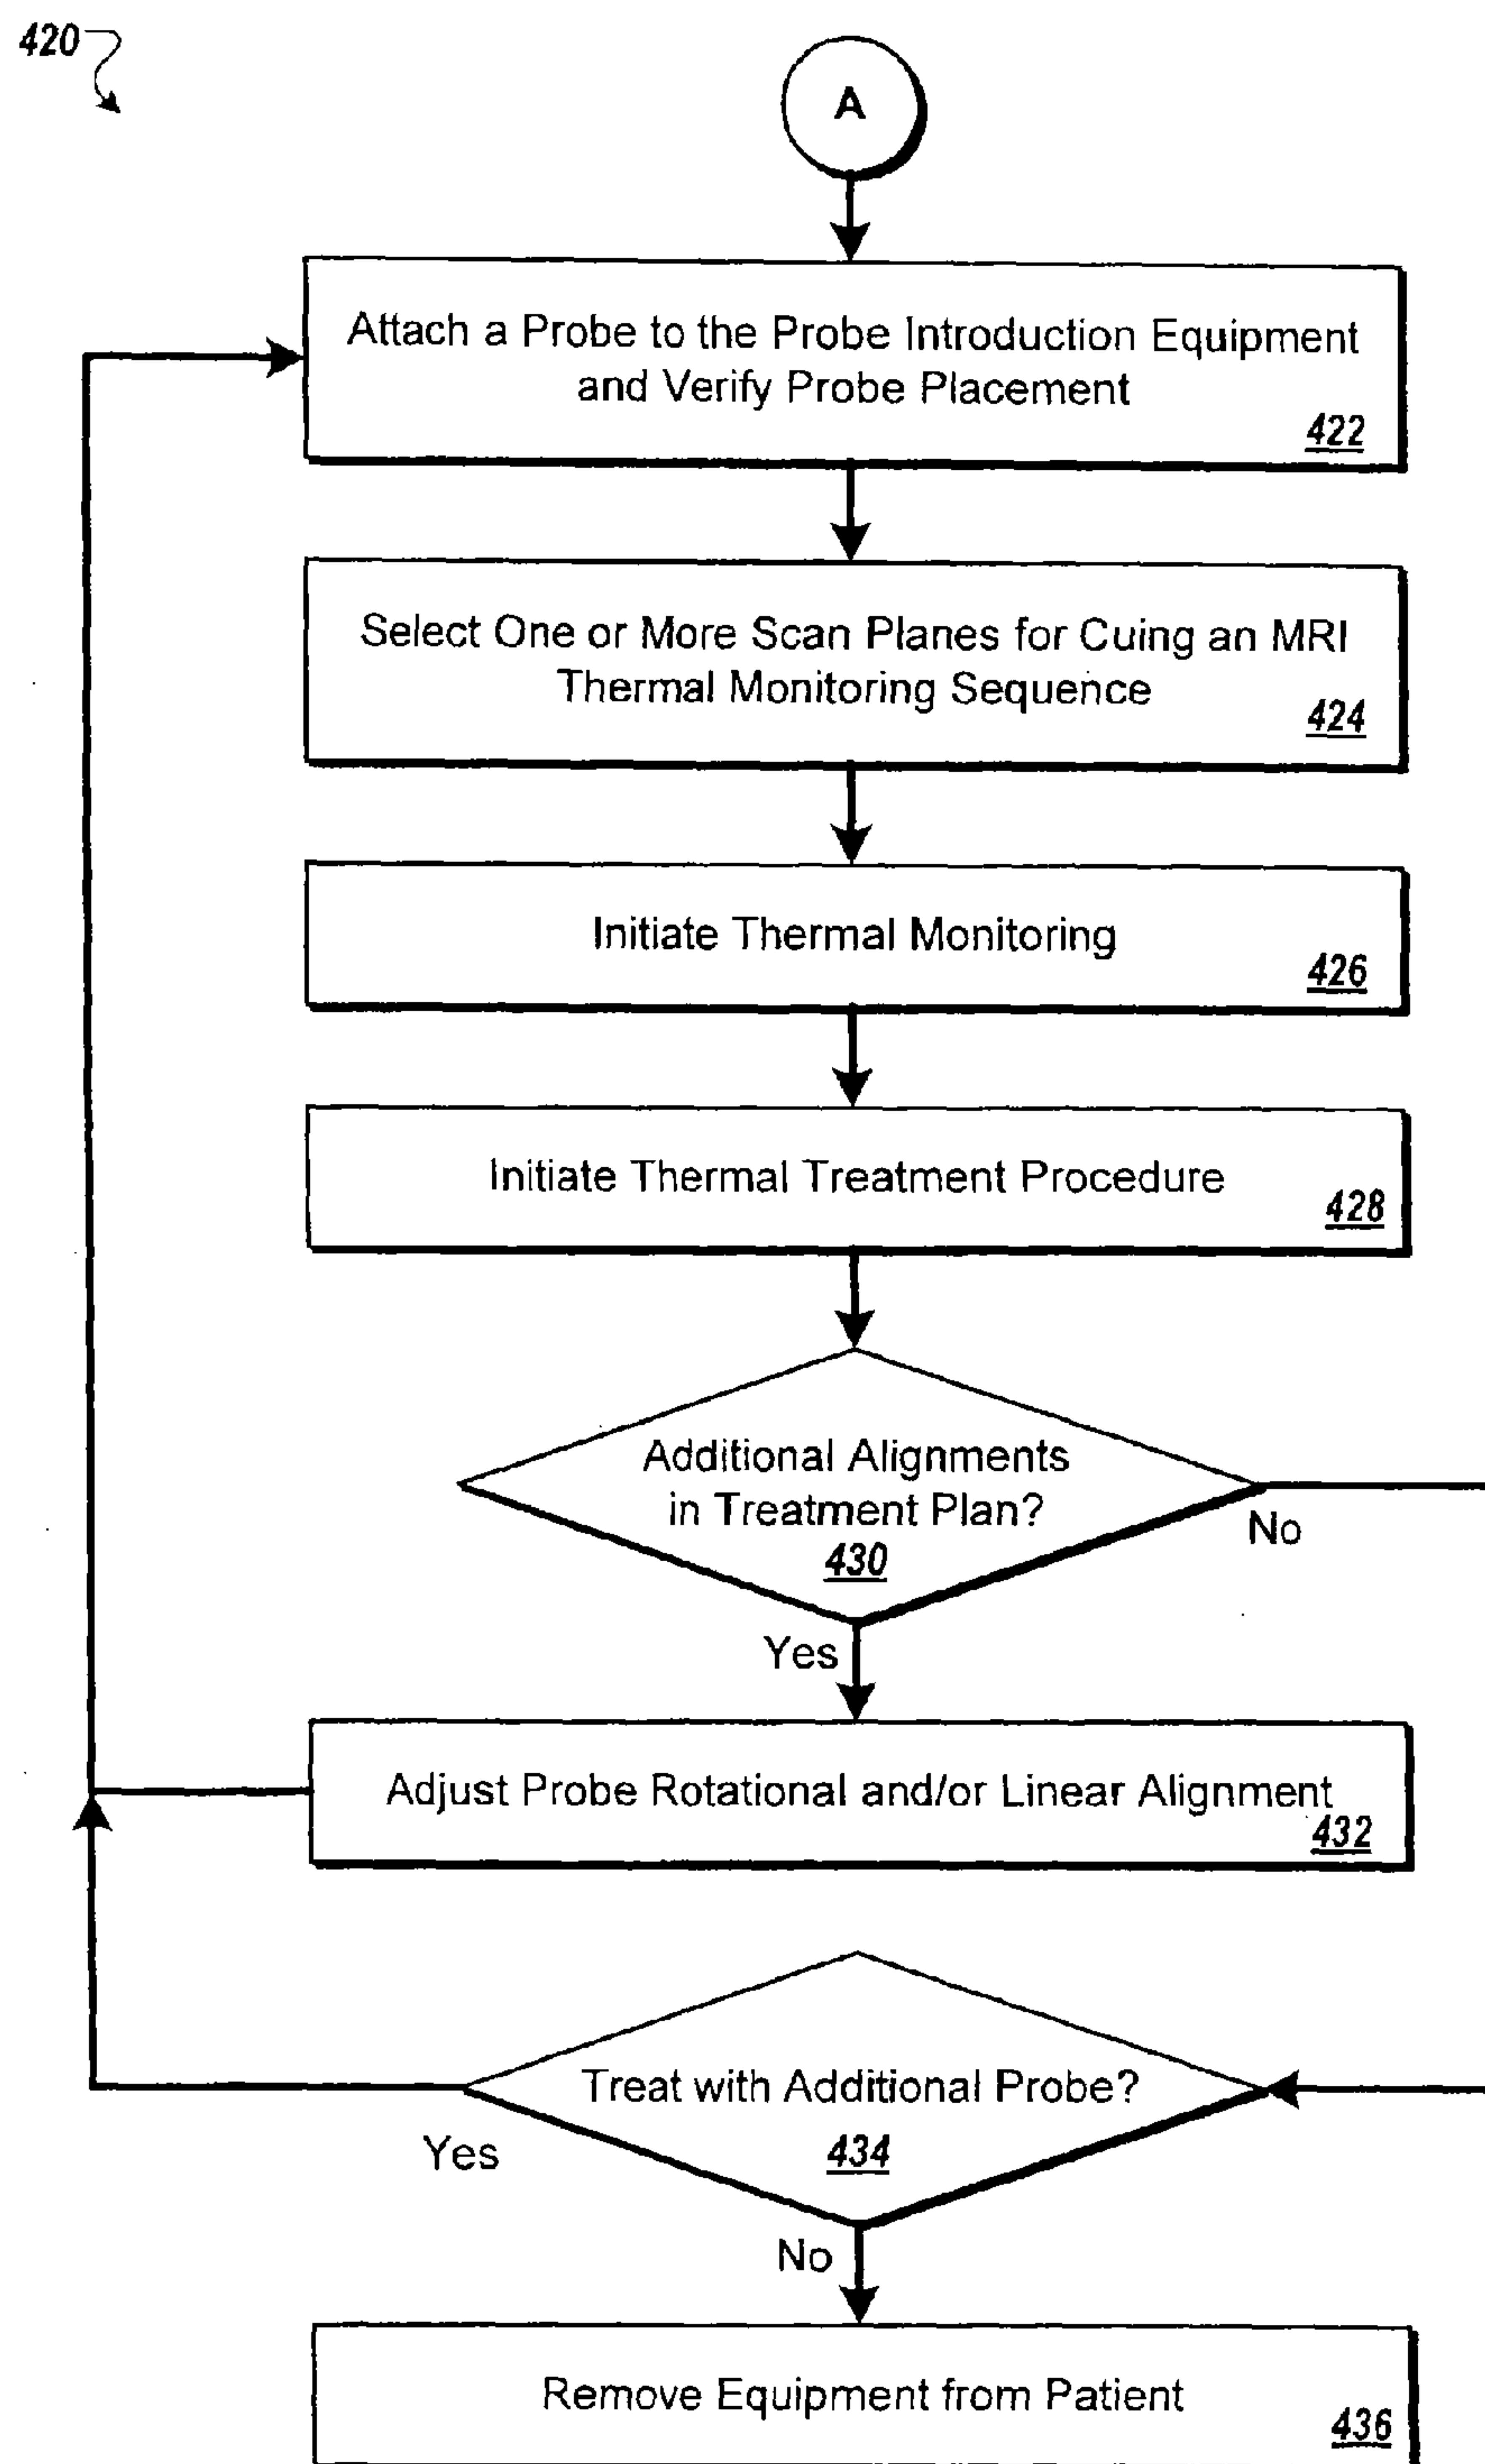 420
A
Attach a Probe to the Probe Introduction Equipment
and Verify Probe Placement
422
Select One or More Scan Planes for Cuing an MRI
Thermal Monitoring Sequence
424
Initiate Thermal Monitoring
426
Initiate Thermal Treatment Procedure
428
Additional Alignments
in Treatment Plan?
430
No
Yes
Adjust Probe Rotational and/or Linear Alignment
432
Treat with Additional Probe?
434
Yes
No
Remove Equipment from Patient
436